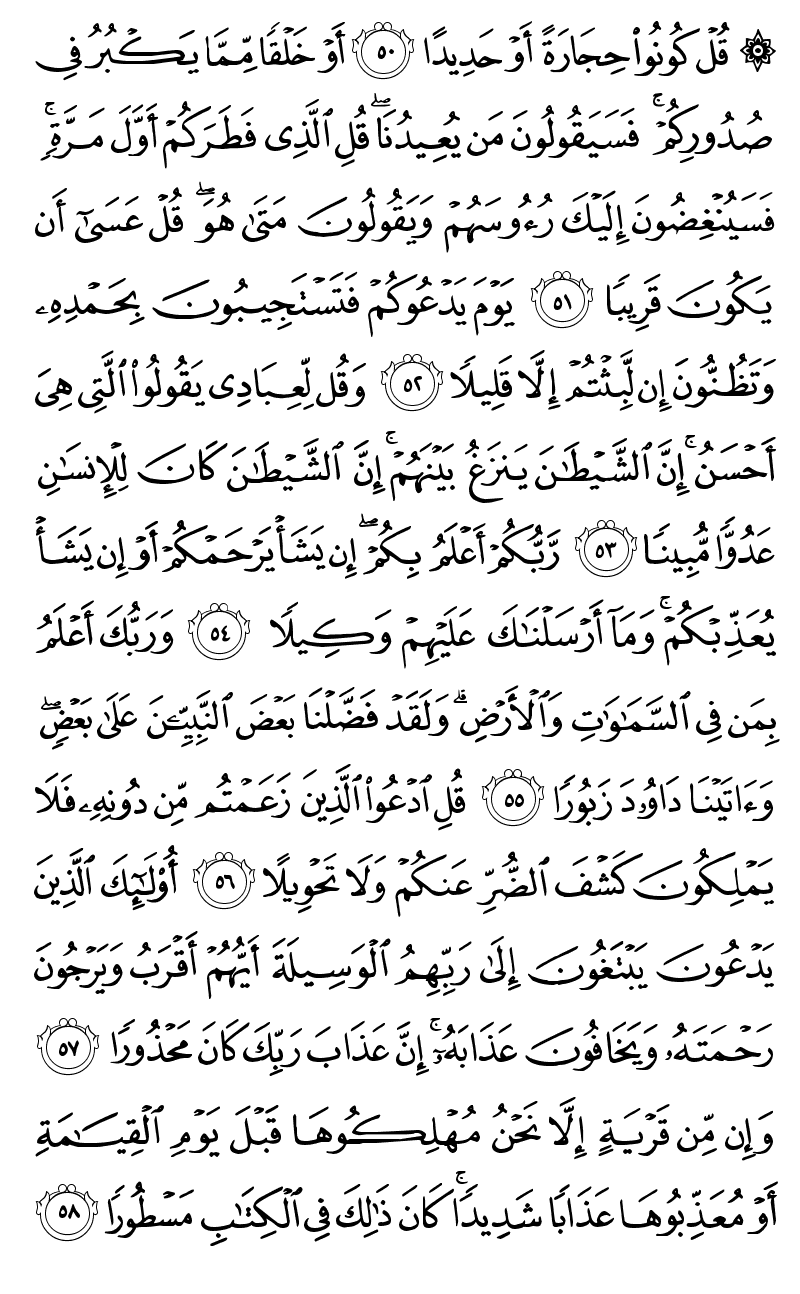 ۞ قُلۡ كُونُواْ حِجَارَةً أَوۡ حَدِيدًا ٥٠ أَوۡ خَلۡقٗا مِّمَّا يَكۡبُرُ فِي
صُدُورِكُمۡۚ فَسَيَقُولُونَ مَن يُعِيدُنَاۖ قُلِ ٱلَّذِي فَطَرَكُمۡ أَوَّلَ مَرَّةٖۚ
فَسَيُنۡغِضُونَ إِلَيۡكَ رُءُوسَهُمۡ وَيَقُولُونَ مَتَىٰ هُوَۖ قُلۡ عَسَىٰٓ أَن
يَكُونَ قَرِيبٗا ٥١ يَوۡمَ يَدۡعُوكُمۡ فَتَسۡتَجِيبُونَ بِحَمۡدِهِۦ
وَتَظُنُّونَ إِن لَّبِثۡتُمۡ إِلَّا قَلِيلٗا ٥٢ وَقُل لِّعِبَادِي يَقُولُواْ ٱلَّتِي هِيَ
أَحۡسَنُۚ إِنَّ ٱلشَّيۡطَٰنَ يَنزَغُ بَيۡنَهُمۡۚ إِنَّ ٱلشَّيۡطَٰنَ كَانَ لِلۡإِنسَٰنِ
عَدُوّٗا مُّبِينٗا ٥٣ رَّبُّكُمۡ أَعۡلَمُ بِكُمۡۖ إِن يَشَأۡ يَرۡحَمۡكُمۡ أَوۡ إِن يَشَأۡ
يُعَذِّبۡكُمۡۚ وَمَآ أَرۡسَلۡنَٰكَ عَلَيۡهِمۡ وَكِيلٗا ٥٤ وَرَبُّكَ أَعۡلَمُ
بِمَن فِي ٱلسَّمَٰوَٰتِ وَٱلۡأَرۡضِۗ وَلَقَدۡ فَضَّلۡنَا بَعۡضَ ٱلنَّبِيِّـۧنَ عَلَىٰ بَعۡضٖۖ
وَءَاتَيۡنَا دَاوُۥدَ زَبُورٗا ٥٥ قُلِ ٱدۡعُواْ ٱلَّذِينَ زَعَمۡتُم مِّن دُونِهِۦ فَلَا
يَمۡلِكُونَ كَشۡفَ ٱلضُّرِّ عَنكُمۡ وَلَا تَحۡوِيلًا ٥٦ أُوْلَٰٓئِكَ ٱلَّذِينَ
يَدۡعُونَ يَبۡتَغُونَ إِلَىٰ رَبِّهِمُ ٱلۡوَسِيلَةَ أَيُّهُمۡ أَقۡرَبُ وَيَرۡجُونَ
رَحۡمَتَهُۥ وَيَخَافُونَ عَذَابَهُۥٓۚ إِنَّ عَذَابَ رَبِّكَ كَانَ مَحۡذُورٗا ٥٧
وَإِن مِّن قَرۡيَةٍ إِلَّا نَحۡنُ مُهۡلِكُوهَا قَبۡلَ يَوۡمِ ٱلۡقِيَٰمَةِ
أَوۡ مُعَذِّبُوهَا عَذَابٗا شَدِيدٗاۚ كَانَ ذَٰلِكَ فِي ٱلۡكِتَٰبِ مَسۡطُورٗا ٥٨